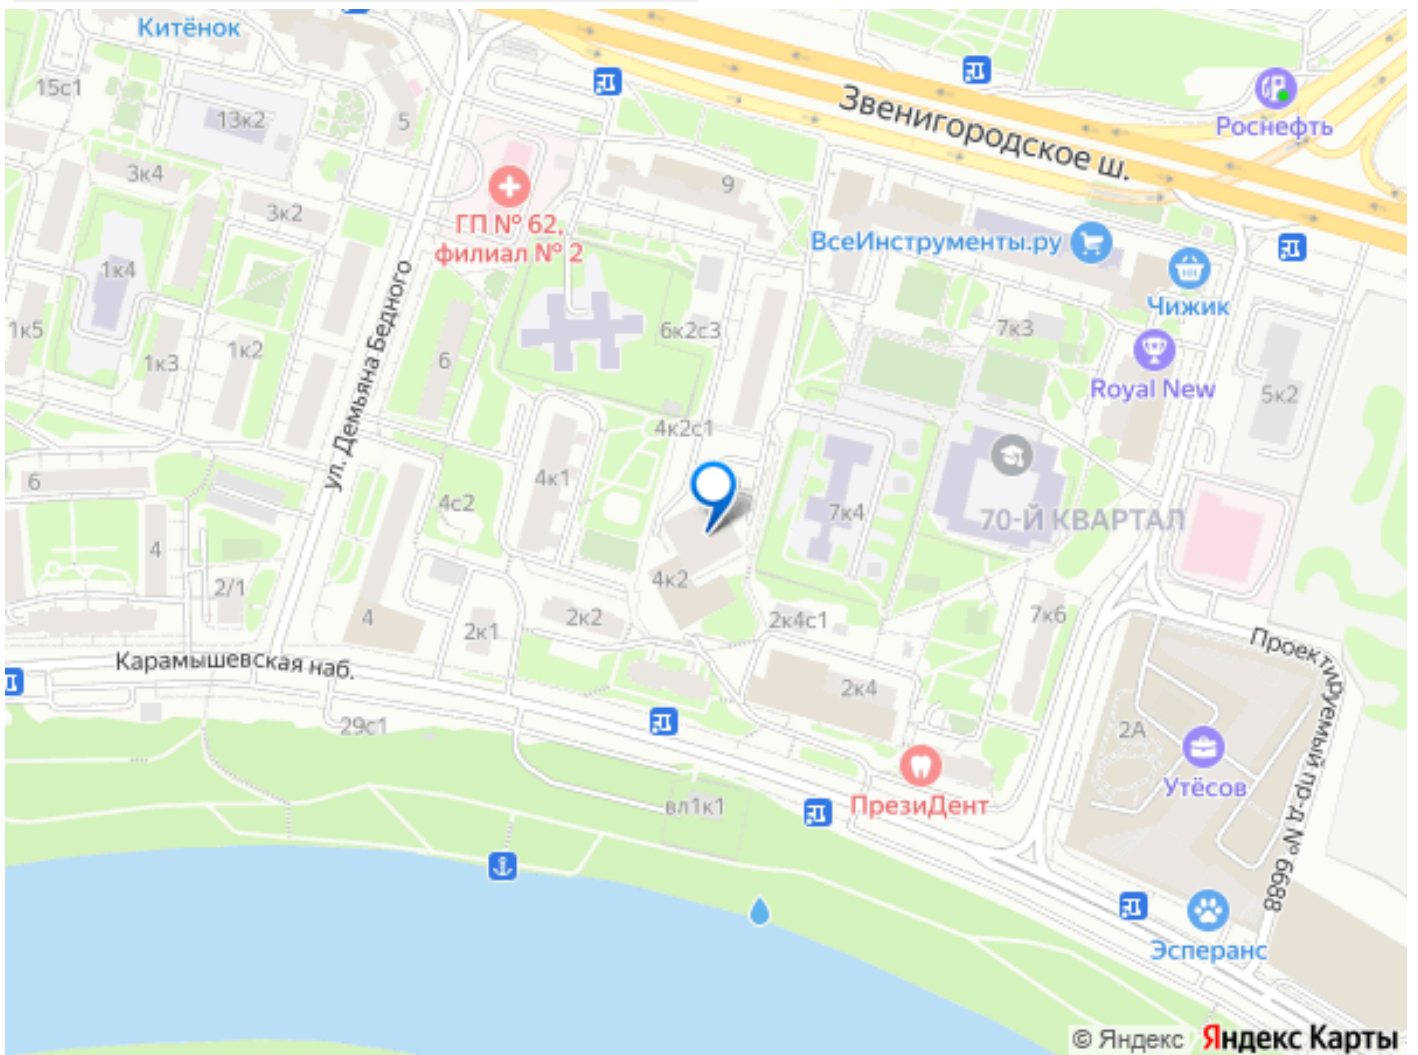 Китёнок
15с1
13к2
5
Звенигородское ш.
Роснефть
3к4
3к2
9
ГП № 62,
филиал № 2
ВсеИнструменты.ру
Чижик
1к4
1к5
1к3
1к2
ул. Демьяна Бедного
6
6к2с3
7к3
Royal New
5к2
4к2с1
6
4к1
4с2
7к4
70-Й КВАРТАЛ
4
2/1
4
2к1
2к2
4к2
2к4с1
7к6
Проектируемый пр-д № 6688
Карамышевская наб.
2к4
29с1
2А
Утёсов
вл1к1
ПрезиДент
Эсперанс
© Яндекс Яндекс Карты